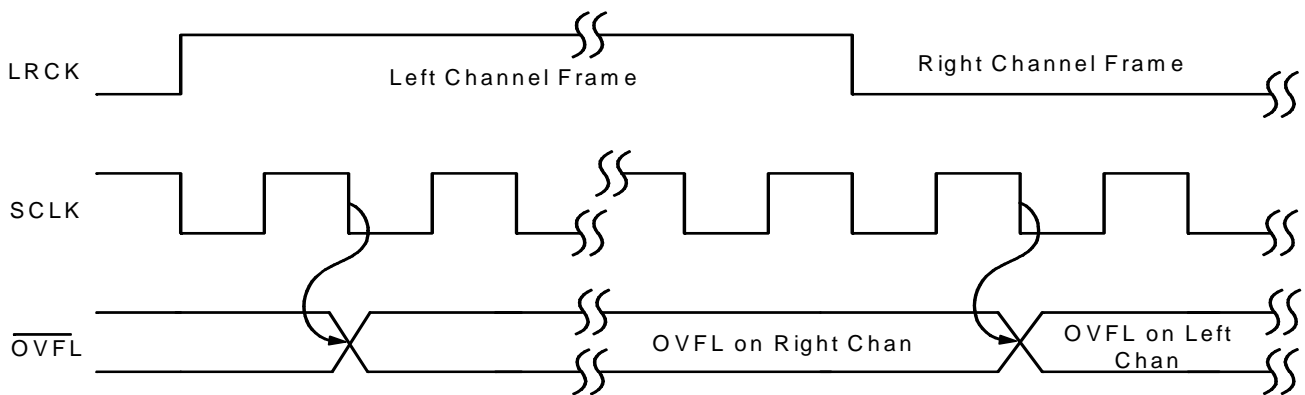 LRCK
Left Channel Frame
Right Channel Frame
SCLK
OVFL
OVFL on Right Chan
OVFL on Left
Chan